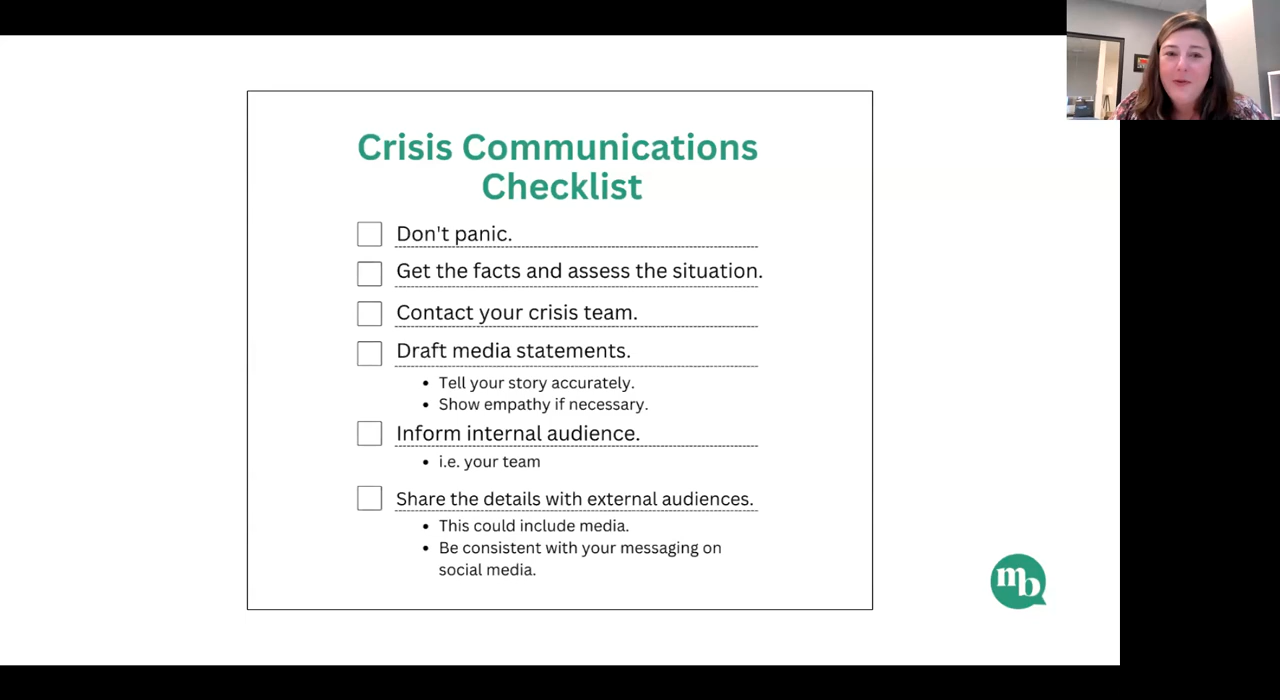 Crisis Communications
Checklist
Don't panic.
Get the facts and assess the situation.
Contact your crisis team.
Draft media statements.
• Tell your story accurately.
• Show empathy if necessary.
Inform internal audience.
• i.e. your team
Share the details with external audiences.
• This could include media.
• Be consistent with your messaging on
social media.
mb